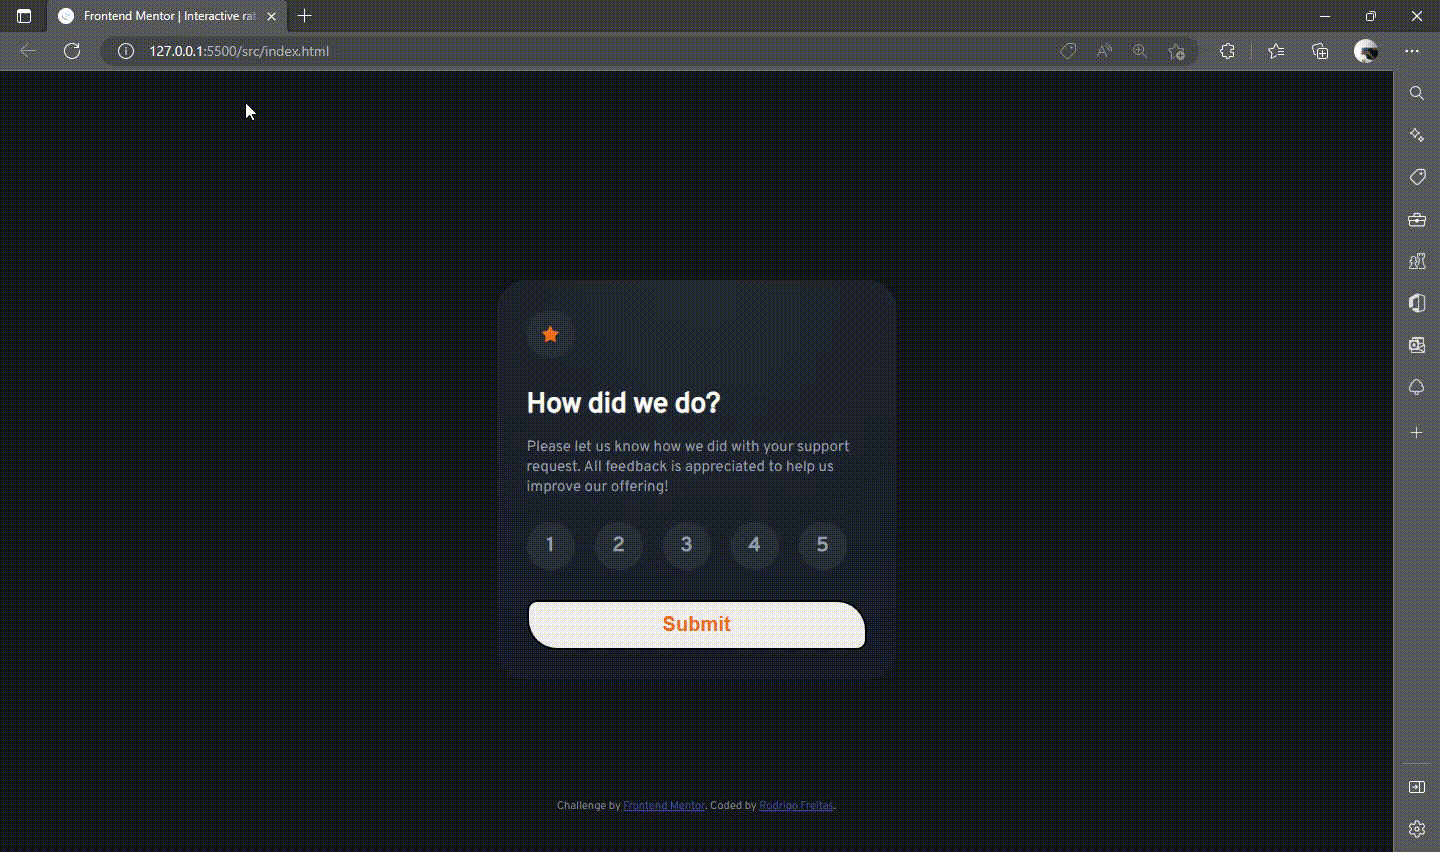 Frontend Mentor | Interactive rat
127.0.0.1:5500/src/index.html
How did we do?
Please let us know how we did with your support
request. All feedback is appreciated to help us
improve our offering!
1 2 3 4 5
Submit
Challenge by Frontend Mentor. Coded by Rodrigo Freitas.